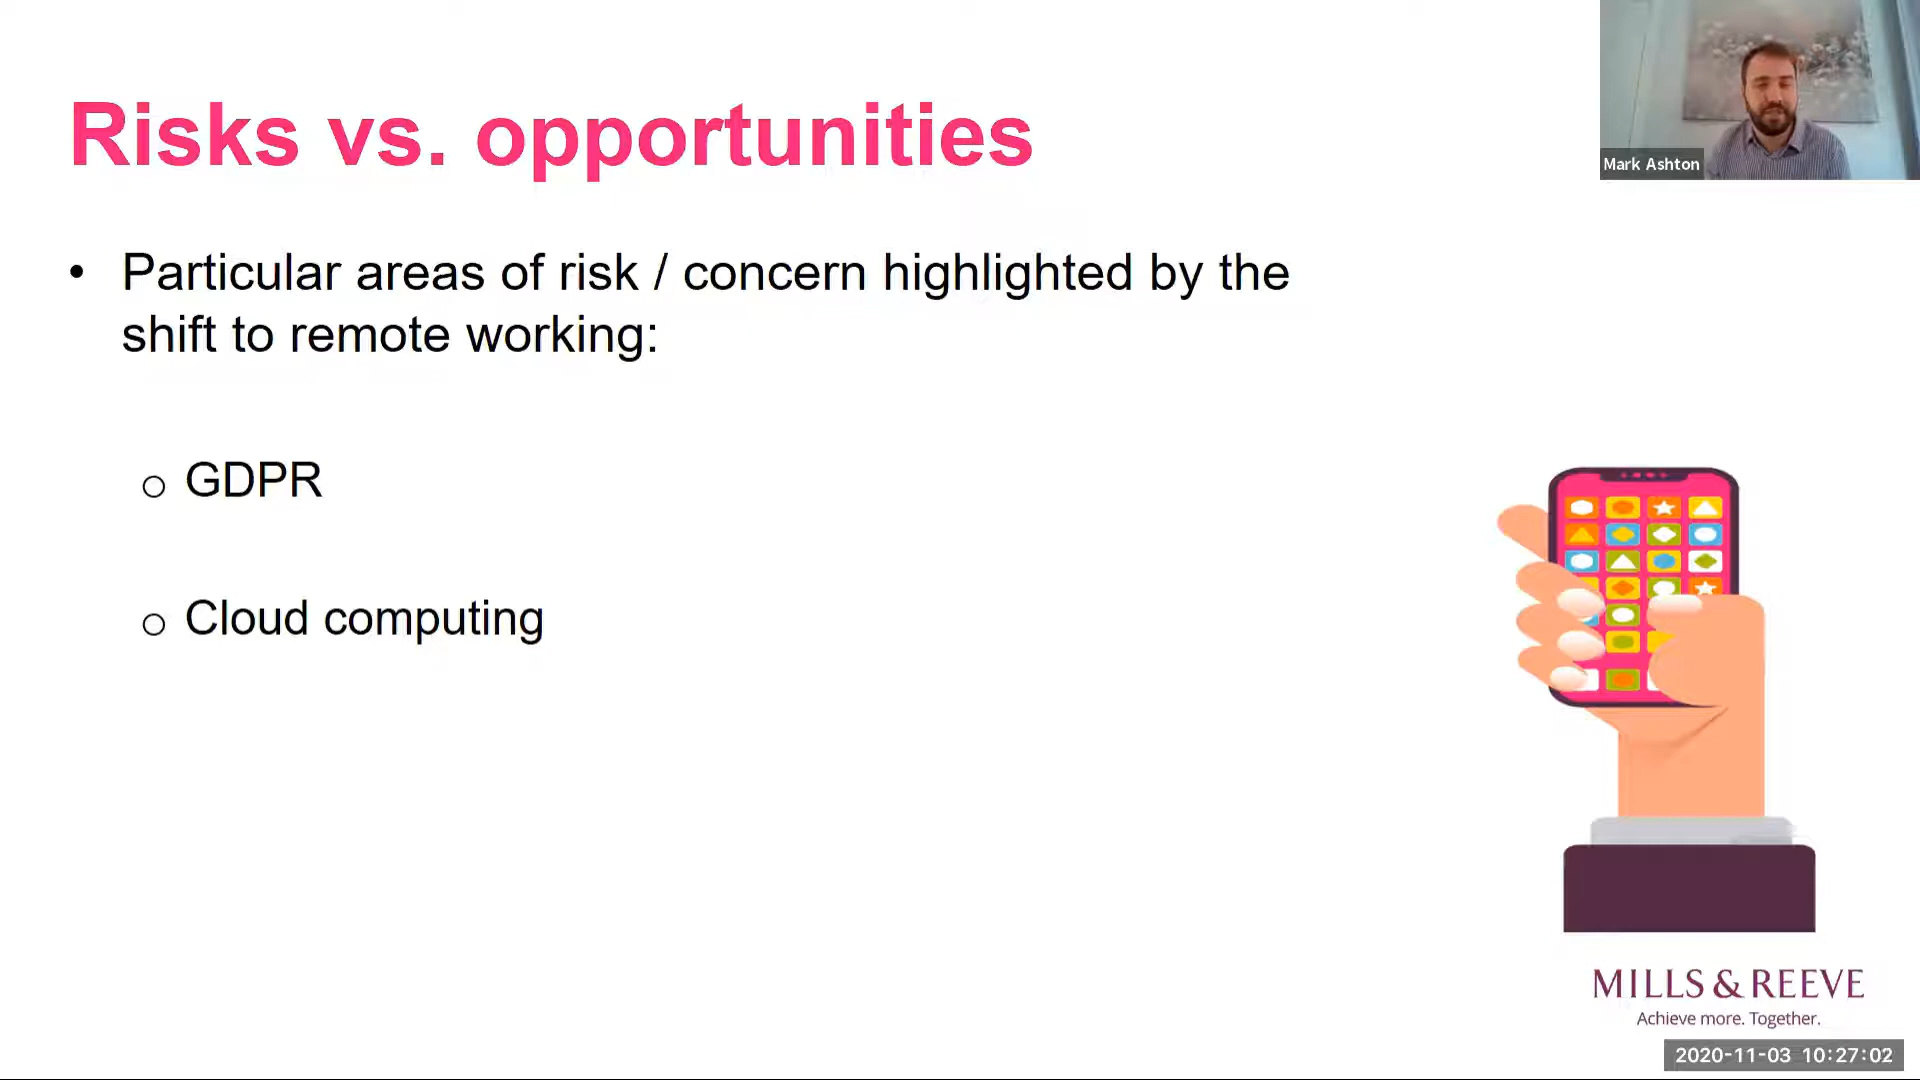 Risks vs. opportunities
Mark Ashton
• Particular areas of risk / concern highlighted by the
shift to remote working:
o GDPR
o Cloud computing
MILLS & REEVE
Achieve more. Together.
2020-11-03 10:27:02